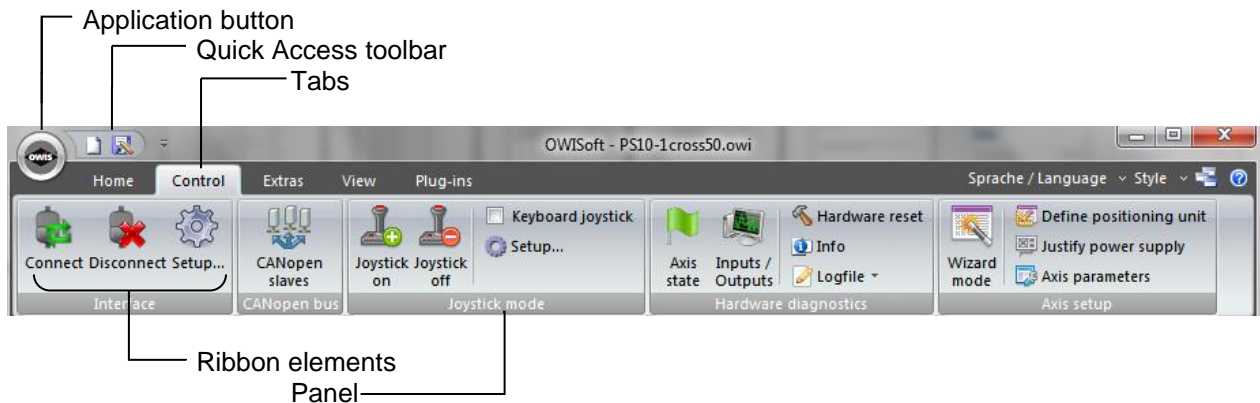 Application button
Quick Access toolbar
Tabs
owis
OWISoft - PS10-1cross50.owi
Home Control Extras View Plug-ins Sprache / Language Style
Connect Disconnect Setup...
CANopen slaves
Joystick on
Joystick off
Keyboard joystick
Setup...
Axis state
Inputs / Outputs
Hardware reset
Info
Logfile
Wizard mode
Define positioning unit
Justify power supply
Axis parameters
Interface CANopen bus Joystick mode Hardware diagnostics Axis setup
Ribbon elements
Panel